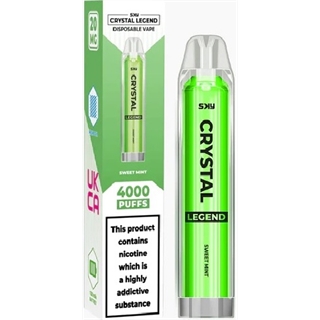 20 MG
UK
CA
SKY
CRYSTAL LEGEND
DISPOSABLE VAPE
SKY
CRYSTAL
LEGEND
SWEET MINT
4000
PUFFS
This product
contains
nicotine
which is a
highly
addictive
substance
SKY
CRYSTAL
LEGEND
SWEET MINT